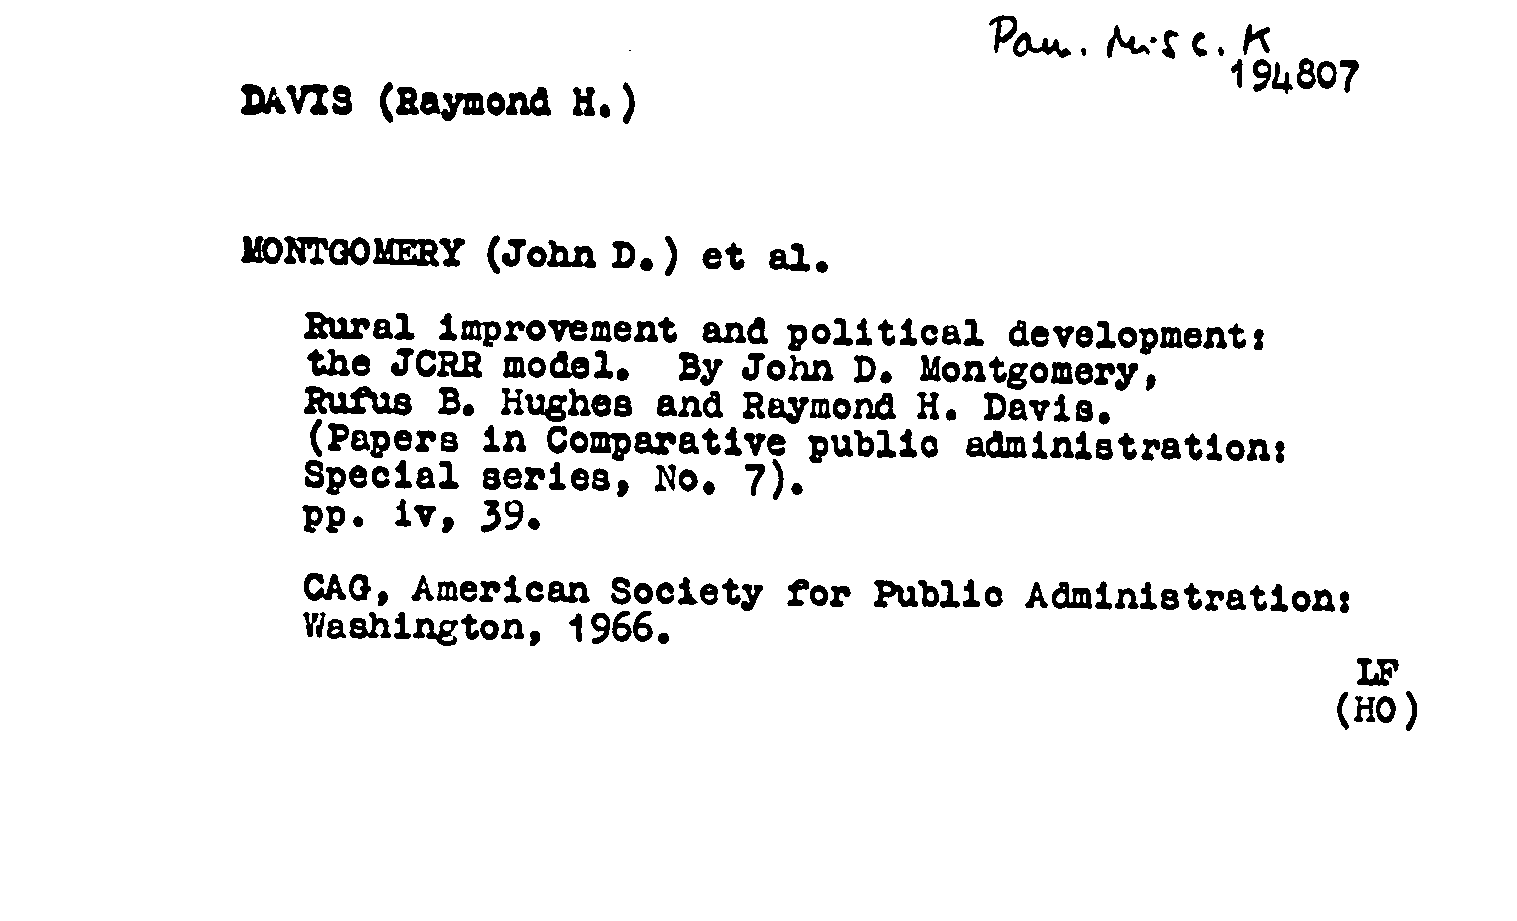 Pam. Misc. K
194807
DAVIS (Raymond H.)
MONTGOMERY (John D.) et al.
Rural improvement and political development:
the JCRR model. By John D. Montgomery,
Rufus B. Hughes and Raymond H. Davis.
(Papers in Comparative public administration:
Special series, No. 7).
pp. iv, 39.
CAG, American Society for Public Administration:
Washington, 1966.
LF
(HO)